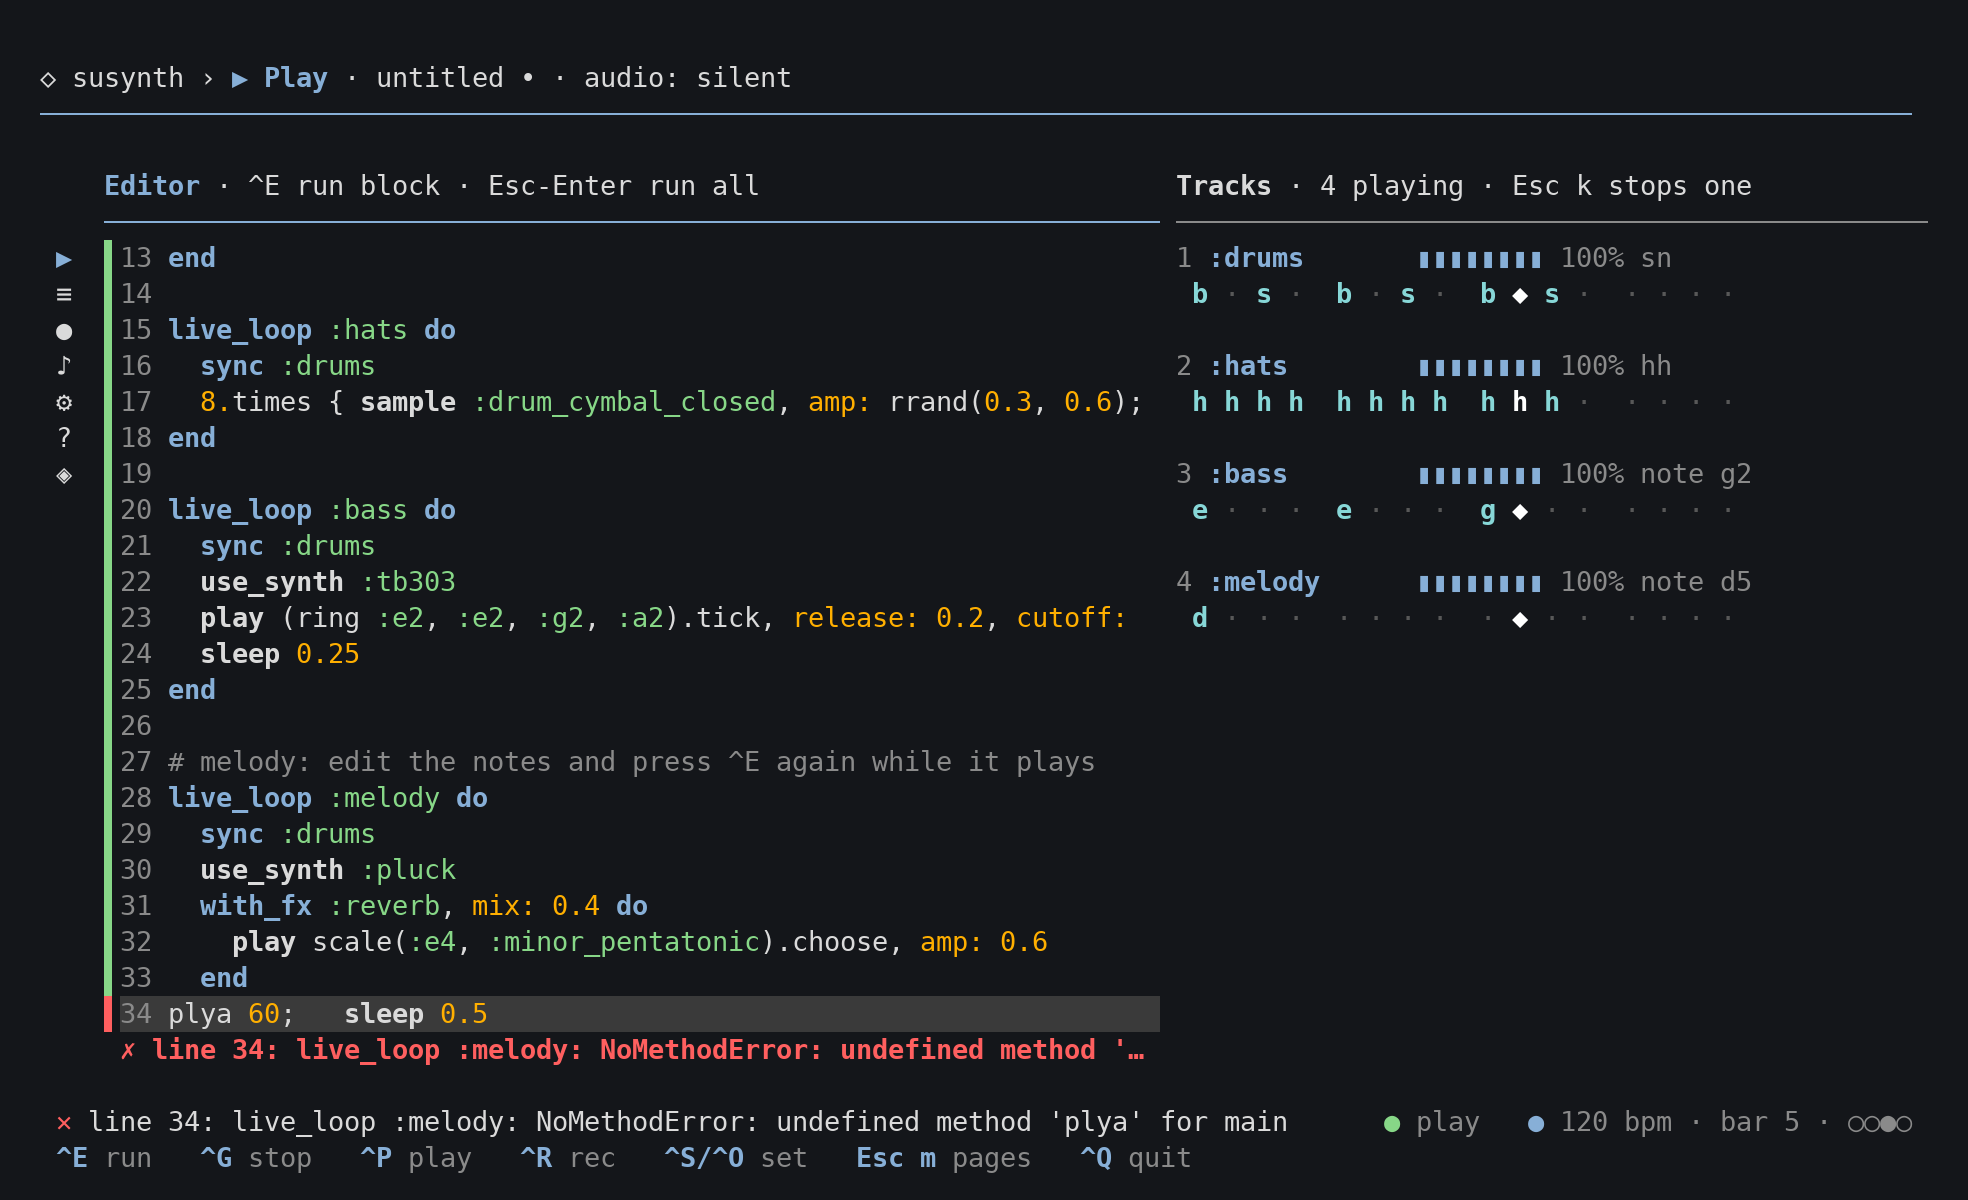 ◇ susynth › ▶ Play · untitled • · audio: silent
Editor · ^E run block · Esc-Enter run all
13 end
14
15 live_loop :hats do
16   sync :drums
17   8.times { sample :drum_cymbal_closed, amp: rrand(0.3, 0.6);
18 end
19
20 live_loop :bass do
21   sync :drums
22   use_synth :tb303
23   play (ring :e2, :e2, :g2, :a2).tick, release: 0.2, cutoff:
24   sleep 0.25
25 end
26
27 # melody: edit the notes and press ^E again while it plays
28 live_loop :melody do
29   sync :drums
30   use_synth :pluck
31   with_fx :reverb, mix: 0.4 do
32     play scale(:e4, :minor_pentatonic).choose, amp: 0.6
33   end
34 plya 60;   sleep 0.5
✗ line 34: live_loop :melody: NoMethodError: undefined method '…
Tracks · 4 playing · Esc k stops one
1 :drums ▮▮▮▮▮▮▮▮ 100% sn
b · s ·  b · s ·  b ◆ s ·  · · · ·
2 :hats ▮▮▮▮▮▮▮▮ 100% hh
h h h h  h h h h  h h h ·  · · · ·
3 :bass ▮▮▮▮▮▮▮▮ 100% note g2
e · · ·  e · · ·  g ◆ · ·  · · · ·
4 :melody ▮▮▮▮▮▮▮▮ 100% note d5
d · · ·  · · · ·  · ◆ · ·  · · · ·
✕ line 34: live_loop :melody: NoMethodError: undefined method 'plya' for main ● play ● 120 bpm · bar 5 · ○○●○
^E run   ^G stop   ^P play   ^R rec   ^S/^O set   Esc m pages   ^Q quit